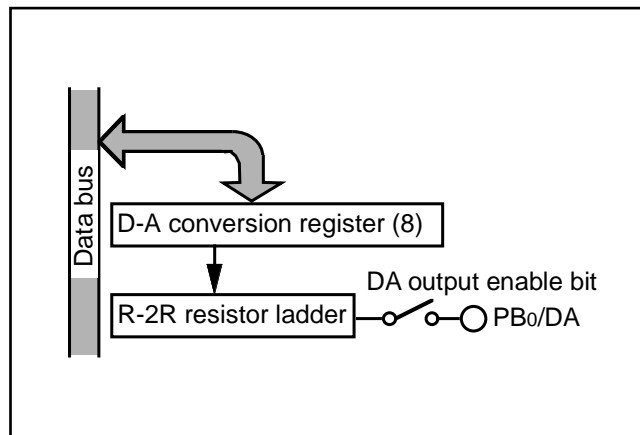 Data bus
D-A conversion register (8)
DA output enable bit
R-2R resistor ladder
PB0/DA